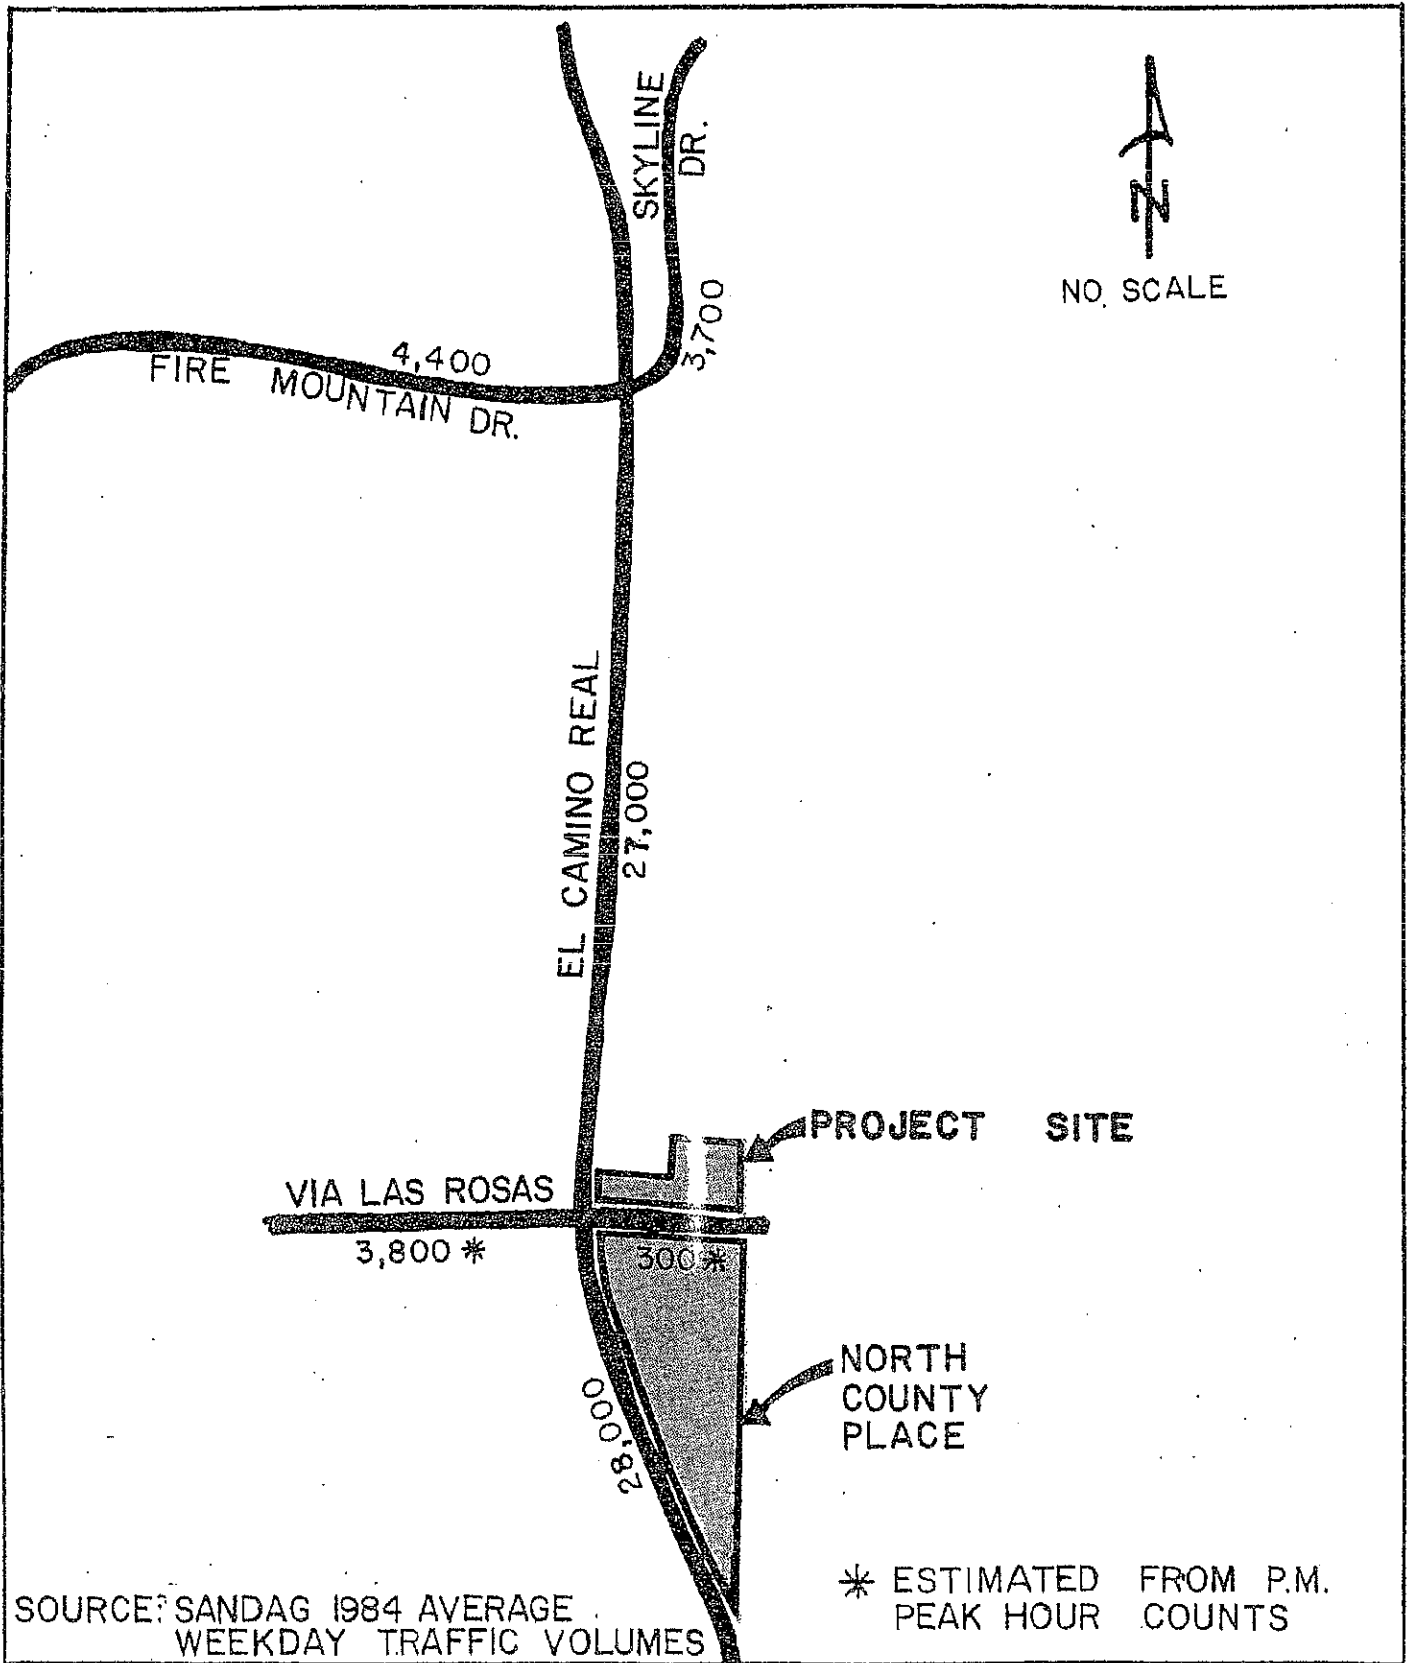 SKYLINE
DR.
N
NO. SCALE
3,700
4,400
FIRE MOUNTAIN DR.
EL CAMINO REAL
27,000
PROJECT SITE
VIA LAS ROSAS
3,800 *
300 *
NORTH
COUNTY
PLACE
28,000
* ESTIMATED FROM P.M.
PEAK HOUR COUNTS
SOURCE: SANDAG 1984 AVERAGE
WEEKDAY TRAFFIC VOLUMES